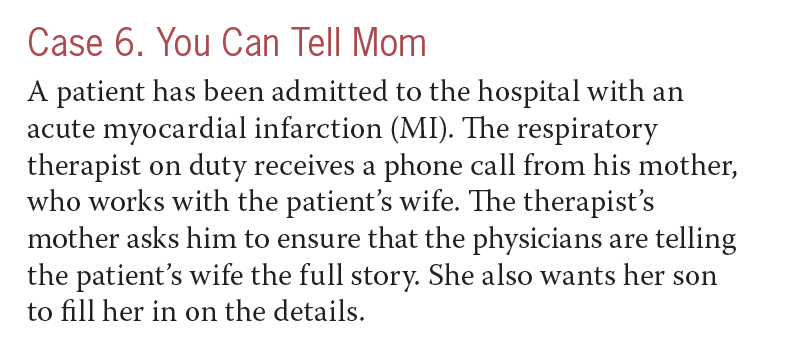 Case 6. You Can Tell Mom
A patient has been admitted to the hospital with an
acute myocardial infarction (MI). The respiratory
therapist on duty receives a phone call from his mother,
who works with the patient’s wife. The therapist’s
mother asks him to ensure that the physicians are telling
the patient’s wife the full story. She also wants her son
to fill her in on the details.